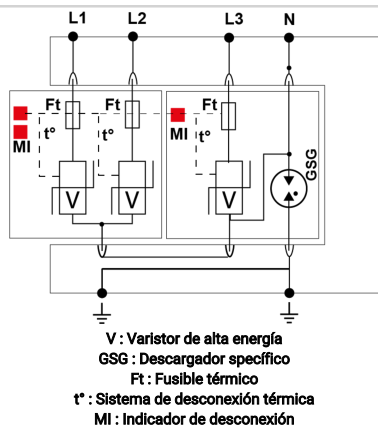 L1 L2 L3 N
Ft Ft Ft
t° t° MI t°
MI
GSG
V V V
V : Varistor de alta energía
GSG : Descargador specífico
Ft : Fusible térmico
t° : Sistema de desconexión térmica
MI : Indicador de desconexión